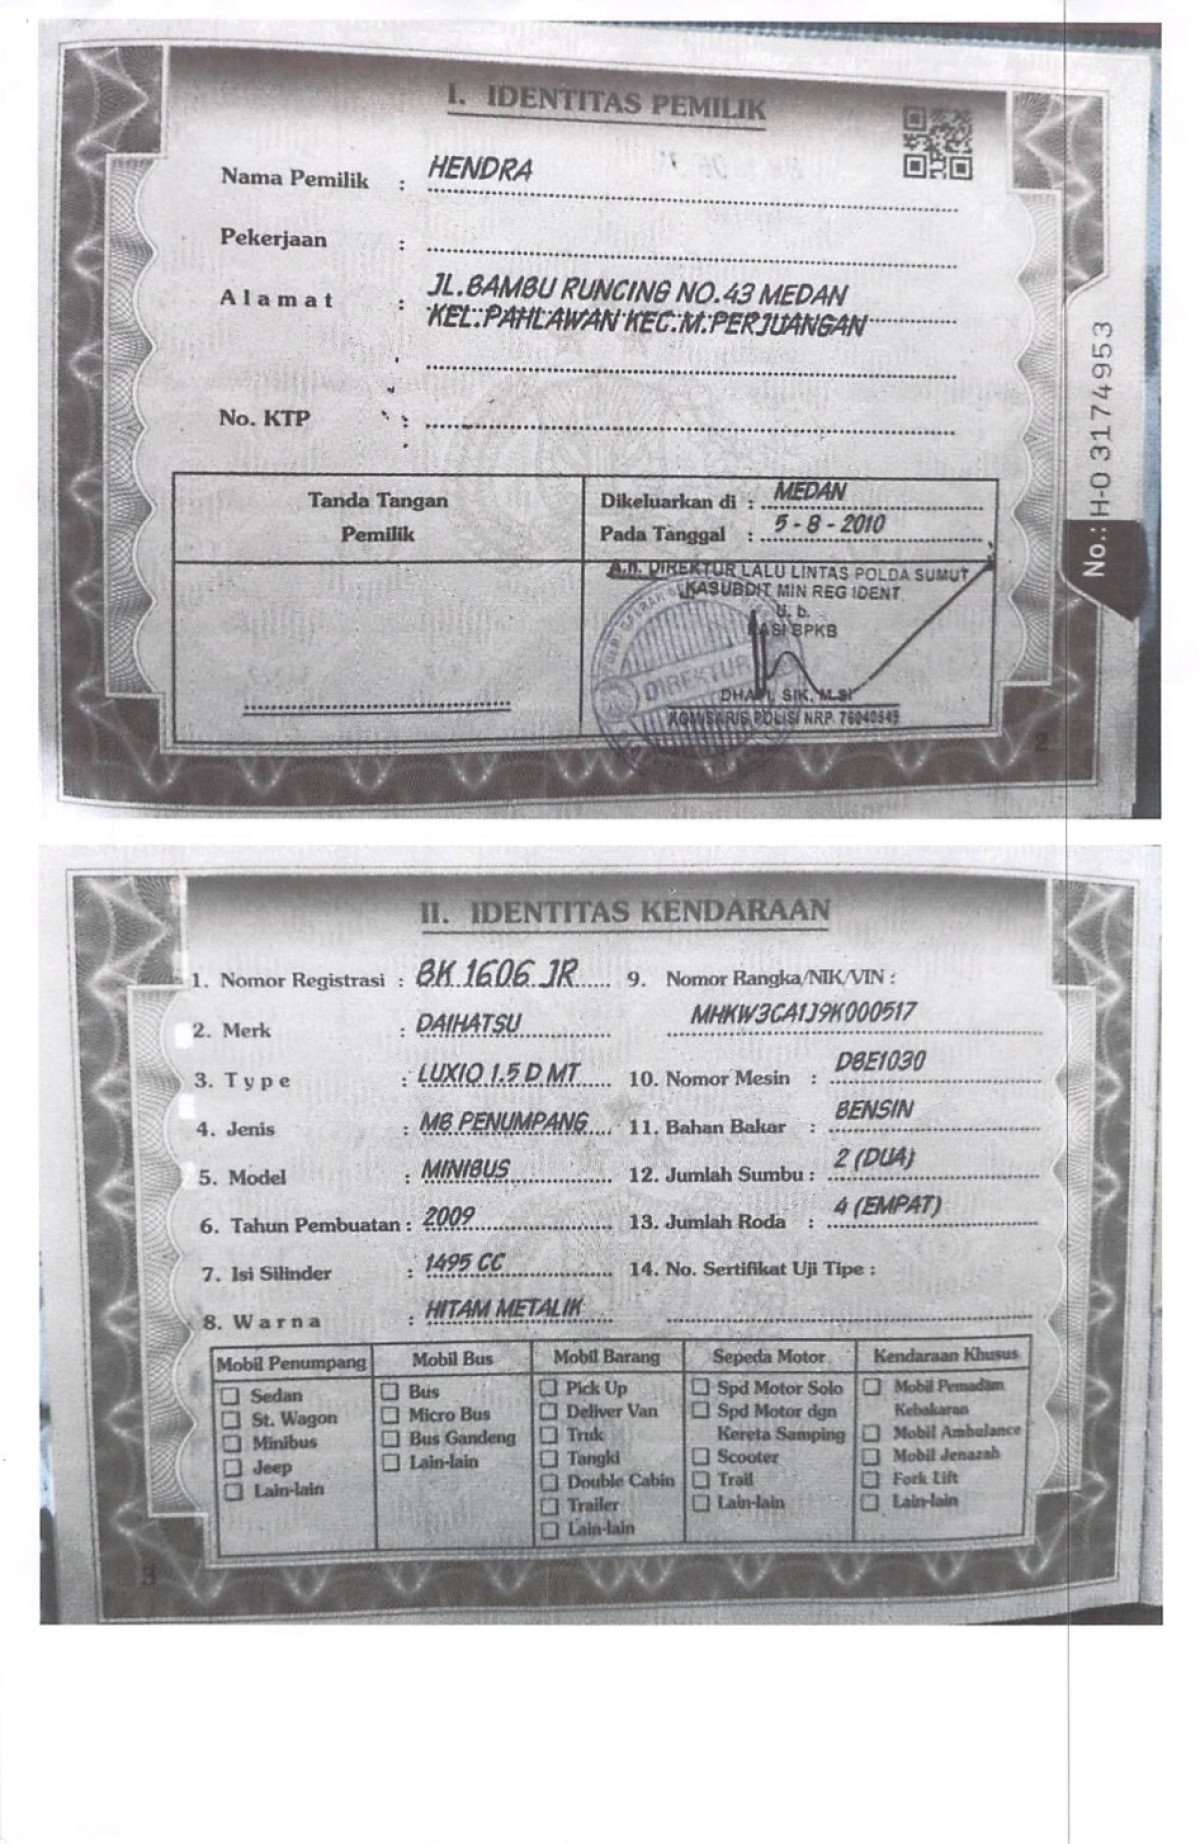 I. IDENTITAS PEMILIK
Nama Pemilik : HENDRA
Pekerjaan :
Alamat : JL.BAMBU RUNCING NO.43 MEDAN
KEL.PAHLAWAN KEC.M.PERJUANGAN
No. KTP :
No.: H-0 3174953
Tanda Tangan
Pemilik
Dikeluarkan di : MEDAN
Pada Tanggal : 5 - 8 - 2010
A.n. DIREKTUR LALU LINTAS POLDA SUMUT
KASUBDIT MIN REG IDENT
U. b.
KASI BPKB
DIREKTUR
SIK, M.SI
KOMISARIS POLISI NRP.
2
II. IDENTITAS KENDARAAN
1. Nomor Registrasi : BK 1606 JR
2. Merk : DAIHATSU
3. Type : LUXIO 1.5 D MT
4. Jenis : MB PENUMPANG
5. Model : MINIBUS
6. Tahun Pembuatan : 2009
7. Isi Silinder : 1495 CC
8. Warna : HITAM METALIK
9. Nomor Rangka/NIK/VIN :
MHKW3CA1J9K000517
10. Nomor Mesin : DBE1030
11. Bahan Bakar : BENSIN
12. Jumlah Sumbu : 2 (DUA)
13. Jumlah Roda : 4 (EMPAT)
14. No. Sertifikat Uji Tipe :
Mobil Penumpang
Sedan
St. Wagon
Minibus
Jeep
Lain-lain
Mobil Bus
Bus
Micro Bus
Bus Gandeng
Lain-lain
Mobil Barang
Pick Up
Deliver Van
Truk
Tangki
Double Cabin
Trailer
Lain-lain
Sepeda Motor
Spd Motor Solo
Spd Motor dgn
Kereta Samping
Scooter
Trail
Lain-lain
Kendaraan Khusus
Mobil Pemadam
Kebakaran
Mobil Ambulance
Mobil Jenazah
Fork Lift
Lain-lain
3